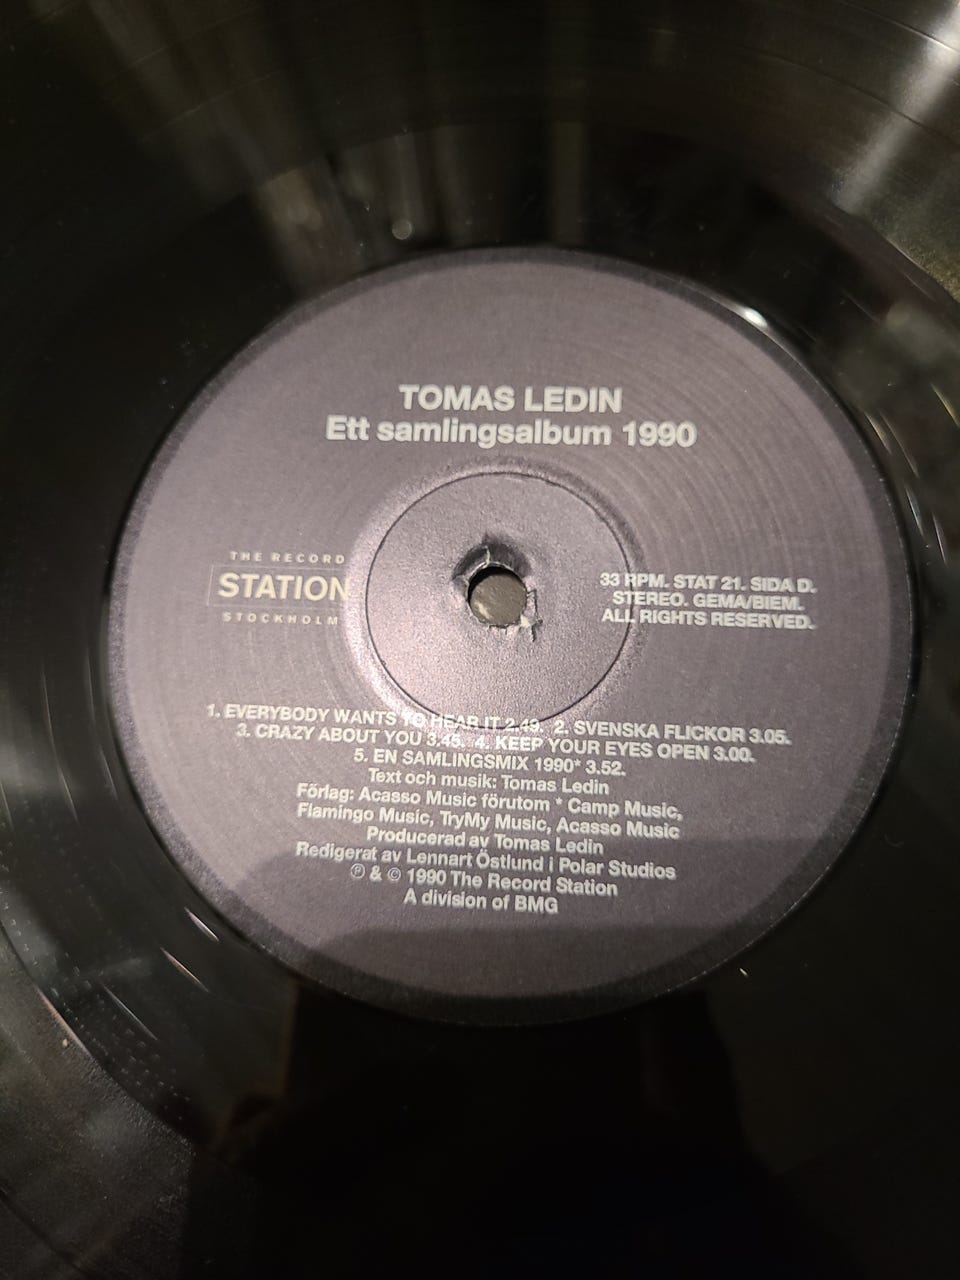 TOMAS LEDIN
Ett samlingsalbum 1990
THE RECORD
STATION
STOCKHOLM
33 RPM. STAT 21. SIDA D.
STEREO. GEMA/BIEM.
ALL RIGHTS RESERVED.
1. EVERYBODY WANTS TO HEAR IT 2.49. 2. SVENSKA FLICKOR 3.05.
3. CRAZY ABOUT YOU 3.45. 4. KEEP YOUR EYES OPEN 3.00.
5. EN SAMLINGSMIX 1990* 3.52.
Text och musik: Tomas Ledin
Förlag: Acasso Music förutom * Camp Music,
Flamingo Music, TryMy Music, Acasso Music
Producerad av Tomas Ledin
Redigerat av Lennart Östlund i Polar Studios
℗ & © 1990 The Record Station
A division of BMG